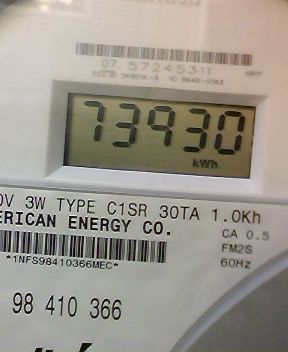 07 57245311
73930
kWh
0V 3W TYPE C1SR 30TA 1.0Kh
ERICAN ENERGY CO.
CA 0.5
FM2S
*1NFS98410366MEC*
60Hz
98 410 366